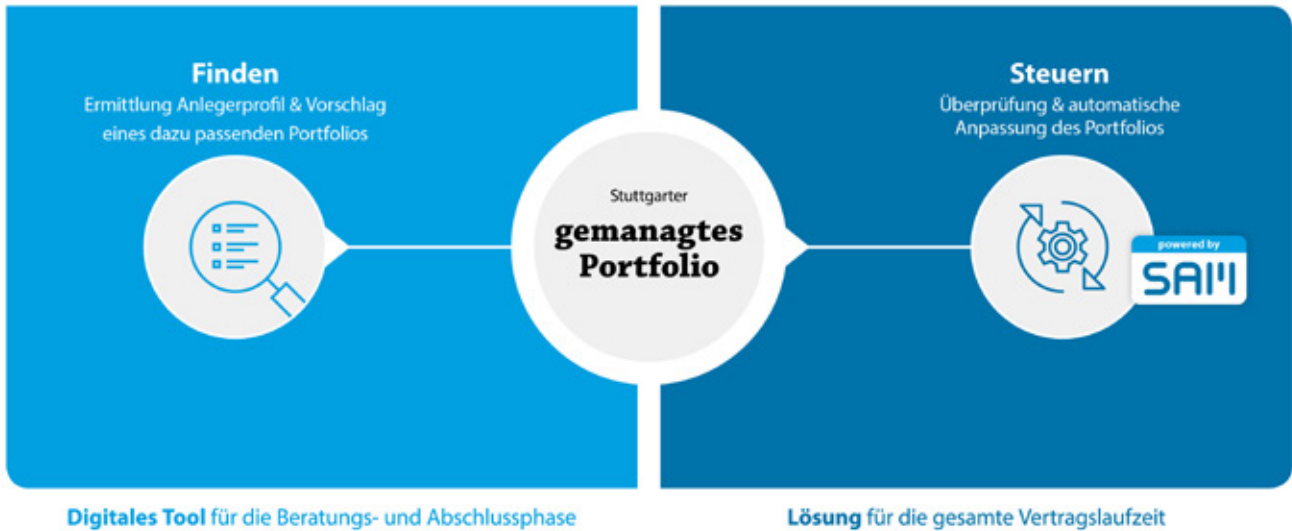 Finden
Ermittlung Anlegerprofil & Vorschlag
eines dazu passenden Portfolios
Stuttgarter
gemanagtes
Portfolio
Steuern
Überprüfung & automatische
Anpassung des Portfolios
powered by
SAM
Digitales Tool für die Beratungs- und Abschlussphase
Lösung für die gesamte Vertragslaufzeit